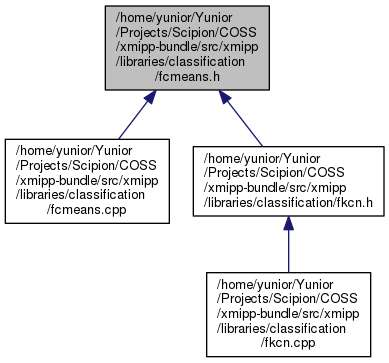 /home/yunior/Yunior
/Projects/Scipion/COSS
/xmipp-bundle/src/xmipp
/libraries/classification
/fcmeans.h
/home/yunior/Yunior
/Projects/Scipion/COSS
/xmipp-bundle/src/xmipp
/libraries/classification
/fcmeans.cpp
/home/yunior/Yunior
/Projects/Scipion/COSS
/xmipp-bundle/src/xmipp
/libraries/classification/fkcn.h
/home/yunior/Yunior
/Projects/Scipion/COSS
/xmipp-bundle/src/xmipp
/libraries/classification
/fkcn.cpp